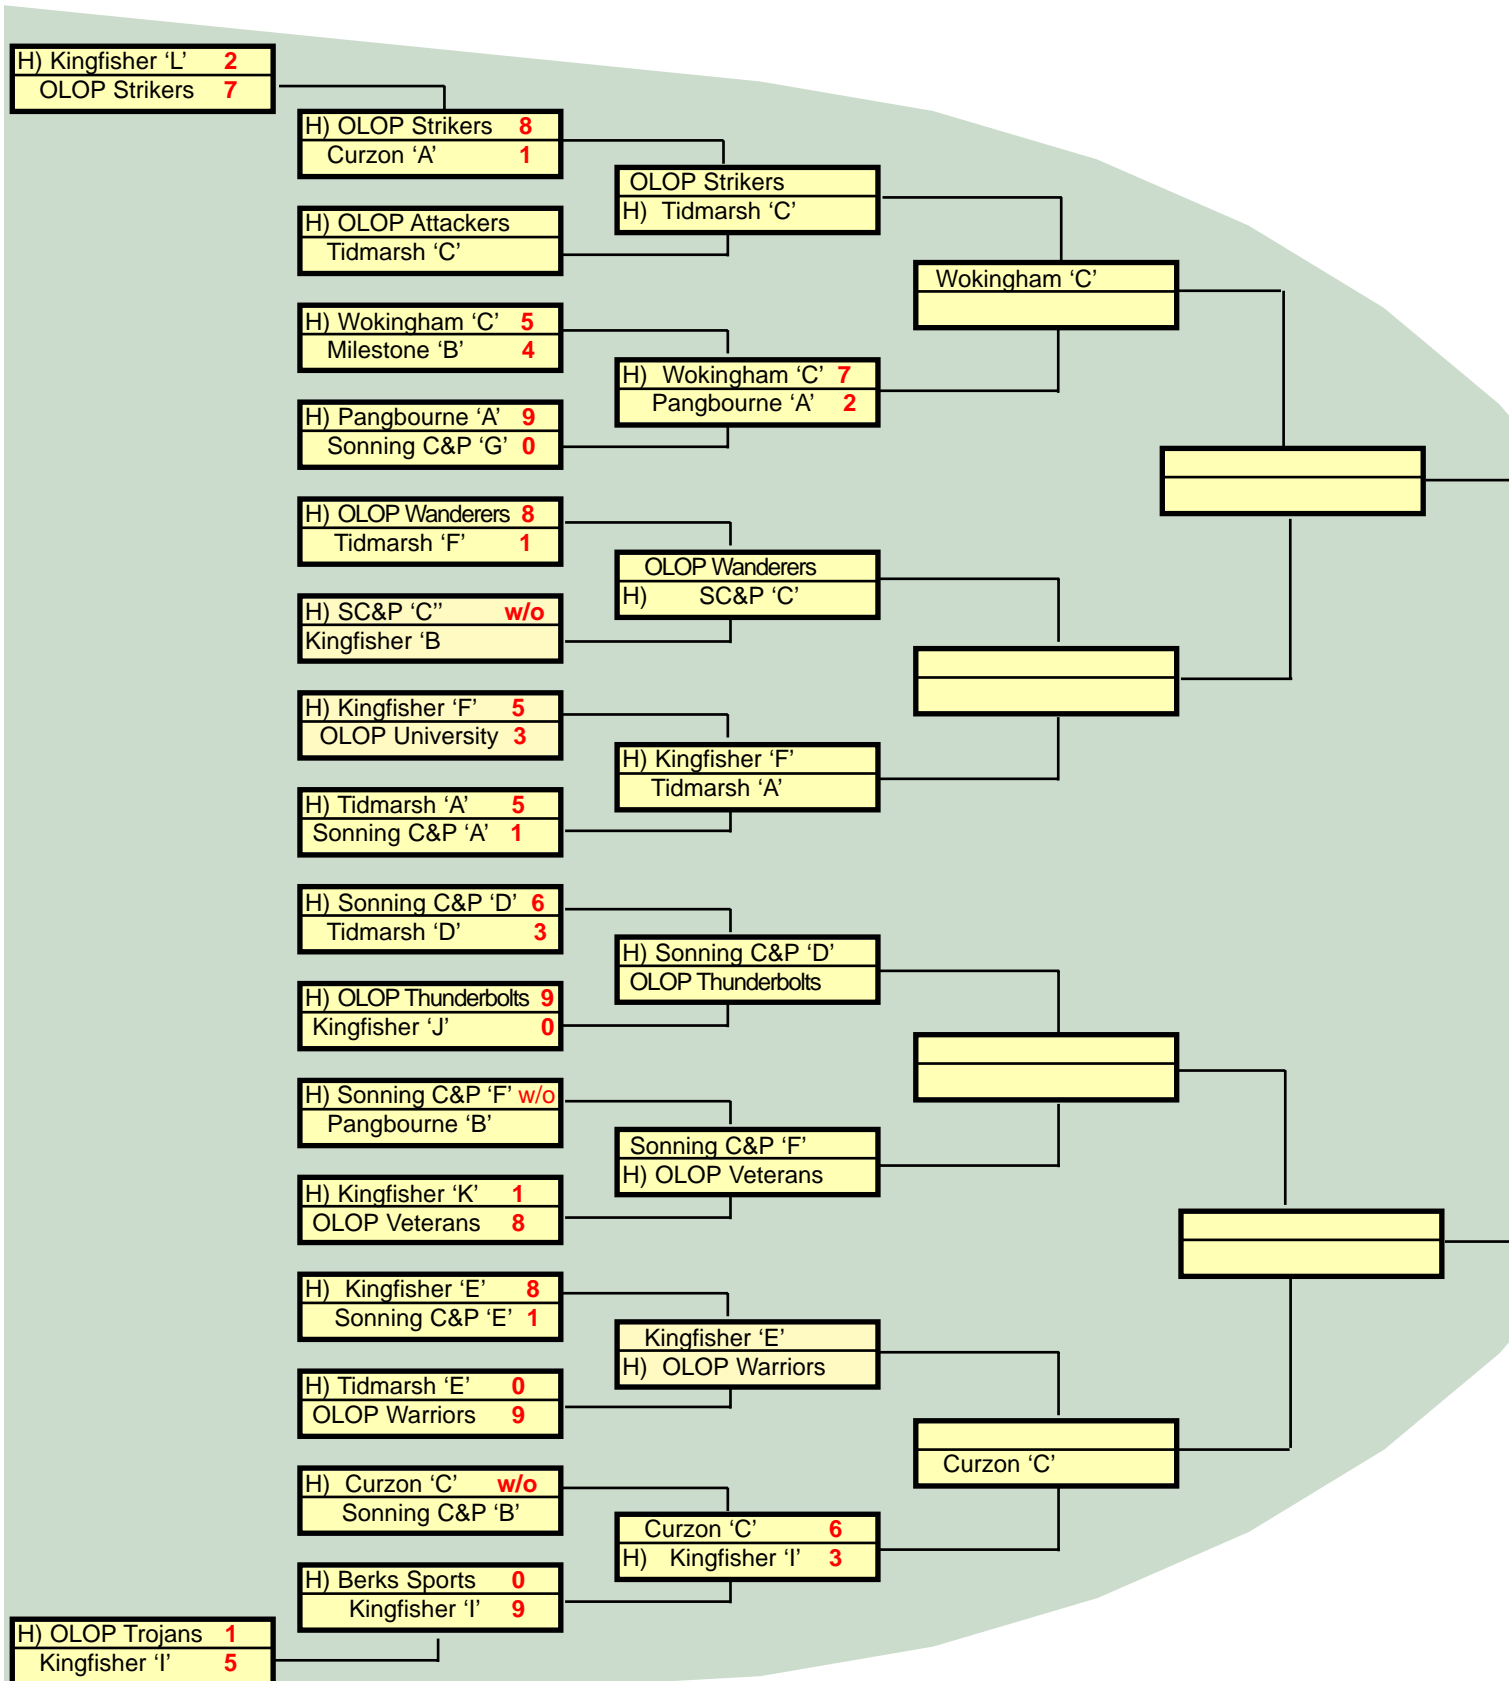 H) Kingfisher ‘L’ 2
OLOP Strikers 7
H) OLOP Strikers 8
Curzon ‘A’ 1
H) OLOP Attackers
Tidmarsh ‘C’
H) Wokingham ‘C’ 5
Milestone ‘B’ 4
H) Pangbourne ‘A’ 9
Sonning C&P ‘G’ 0
H) OLOP Wanderers 8
Tidmarsh ‘F’ 1
H) SC&P ‘C’’ w/o
Kingfisher ‘B
H) Kingfisher ‘F’ 5
OLOP University 3
H) Tidmarsh ‘A’ 5
Sonning C&P ‘A’ 1
H) Sonning C&P ‘D’ 6
Tidmarsh ‘D’ 3
H) OLOP Thunderbolts 9
Kingfisher ‘J’ 0
H) Sonning C&P ‘F’ w/o
Pangbourne ‘B’
H) Kingfisher ‘K’ 1
OLOP Veterans 8
H) Kingfisher ‘E’ 8
Sonning C&P ‘E’ 1
H) Tidmarsh ‘E’ 0
OLOP Warriors 9
H) Curzon ‘C’ w/o
Sonning C&P ‘B’
H) Berks Sports 0
Kingfisher ‘I’ 9
H) OLOP Trojans 1
Kingfisher ‘I’ 5
OLOP Strikers
H) Tidmarsh ‘C’
H) Wokingham ‘C’ 7
Pangbourne ‘A’ 2
OLOP Wanderers
H) SC&P ‘C’
H) Kingfisher ‘F’
Tidmarsh ‘A’
H) Sonning C&P ‘D’
OLOP Thunderbolts
Sonning C&P ‘F’
H) OLOP Veterans
Kingfisher ‘E’
H) OLOP Warriors
Curzon ‘C’ 6
H) Kingfisher ‘I’ 3
Wokingham ‘C’
Curzon ‘C’